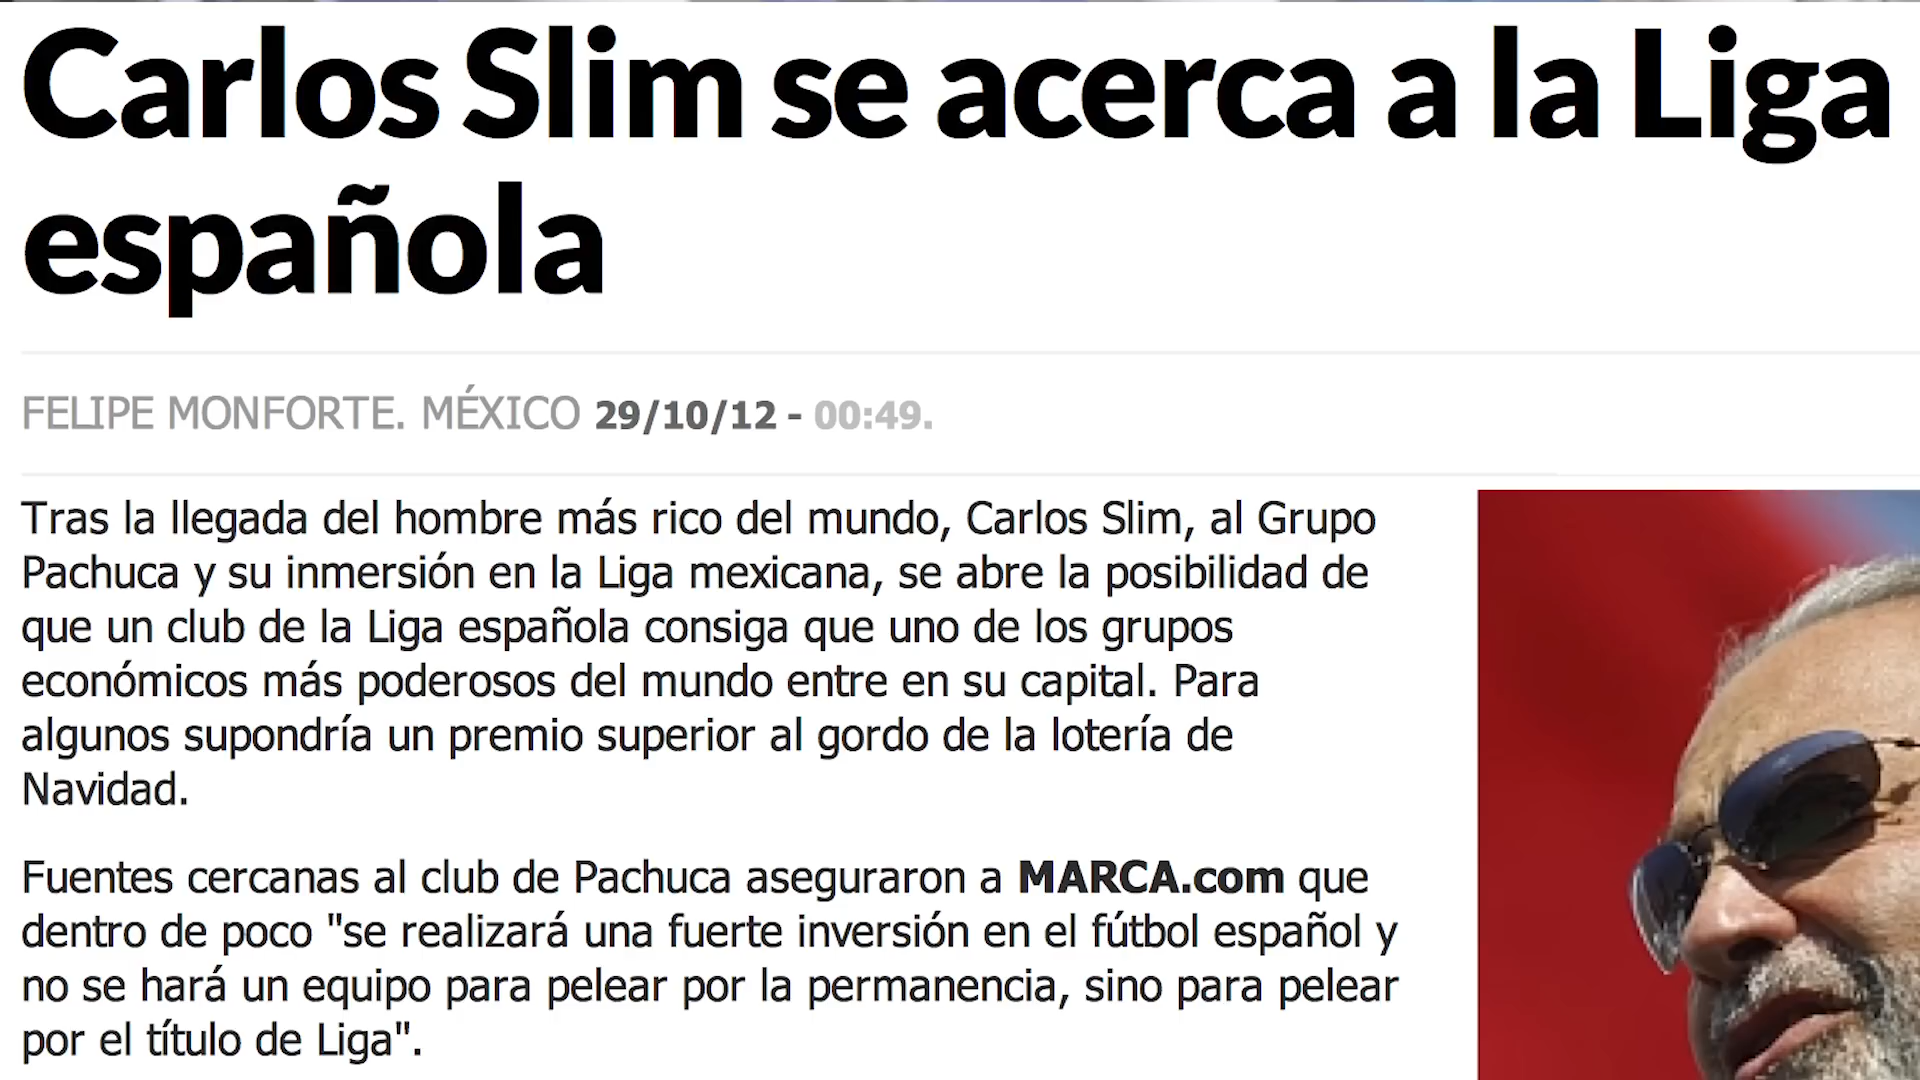 Carlos Slim se acerca a la Liga
española
FELIPE MONFORTE. MÉXICO 29/10/12 - 00:49.
Tras la llegada del hombre más rico del mundo, Carlos Slim, al Grupo
Pachuca y su inmersión en la Liga mexicana, se abre la posibilidad de
que un club de la Liga española consiga que uno de los grupos
económicos más poderosos del mundo entre en su capital. Para
algunos supondría un premio superior al gordo de la lotería de
Navidad.
Fuentes cercanas al club de Pachuca aseguraron a MARCA.com que
dentro de poco "se realizará una fuerte inversión en el fútbol español y
no se hará un equipo para pelear por la permanencia, sino para pelear
por el título de Liga".